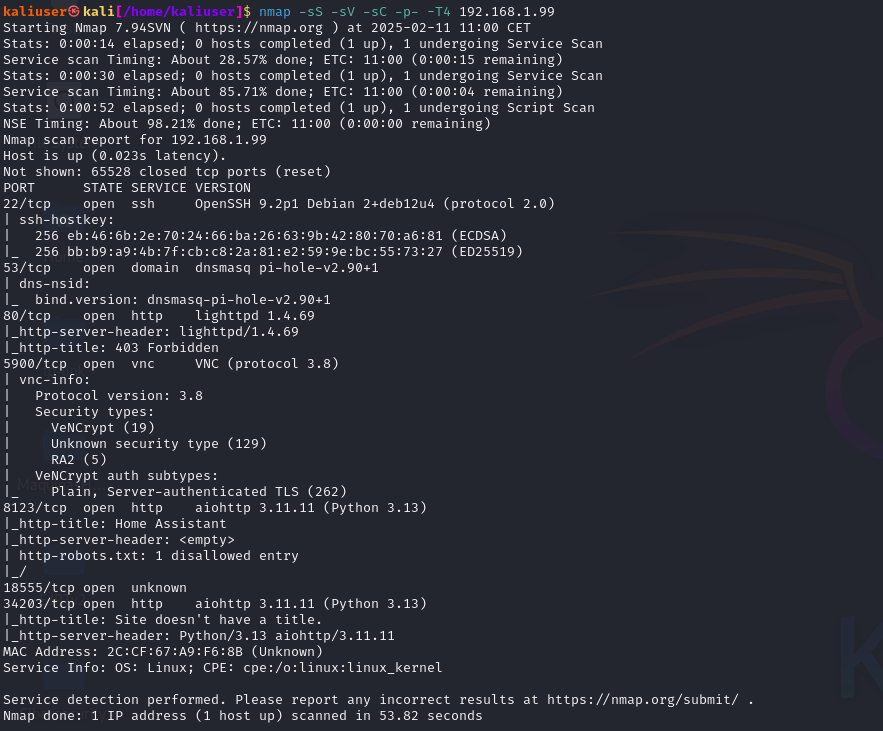 kaliuser㉿kali[/home/kaliuser]$ nmap -sS -sV -sC -p- -T4 192.168.1.99
Starting Nmap 7.94SVN ( https://nmap.org ) at 2025-02-11 11:00 CET
Stats: 0:00:14 elapsed; 0 hosts completed (1 up), 1 undergoing Service Scan
Service scan Timing: About 28.57% done; ETC: 11:00 (0:00:15 remaining)
Stats: 0:00:30 elapsed; 0 hosts completed (1 up), 1 undergoing Service Scan
Service scan Timing: About 85.71% done; ETC: 11:00 (0:00:04 remaining)
Stats: 0:00:52 elapsed; 0 hosts completed (1 up), 1 undergoing Script Scan
NSE Timing: About 98.21% done; ETC: 11:00 (0:00:00 remaining)
Nmap scan report for 192.168.1.99
Host is up (0.023s latency).
Not shown: 65528 closed tcp ports (reset)
PORT      STATE SERVICE VERSION
22/tcp    open  ssh     OpenSSH 9.2p1 Debian 2+deb12u4 (protocol 2.0)
| ssh-hostkey:
|   256 eb:46:6b:2e:70:24:66:ba:26:63:9b:42:80:70:a6:81 (ECDSA)
|_  256 bb:b9:a9:4b:7f:cb:c8:2a:81:e2:59:9e:bc:55:73:27 (ED25519)
53/tcp    open  domain  dnsmasq pi-hole-v2.90+1
| dns-nsid:
|_  bind.version: dnsmasq-pi-hole-v2.90+1
80/tcp    open  http    lighttpd 1.4.69
|_http-server-header: lighttpd/1.4.69
|_http-title: 403 Forbidden
5900/tcp  open  vnc     VNC (protocol 3.8)
| vnc-info:
|   Protocol version: 3.8
|   Security types:
|     VeNCrypt (19)
|     Unknown security type (129)
|     RA2 (5)
|   VeNCrypt auth subtypes:
|_    Plain, Server-authenticated TLS (262)
8123/tcp  open  http    aiohttp 3.11.11 (Python 3.13)
|_http-title: Home Assistant
|_http-server-header: <empty>
| http-robots.txt: 1 disallowed entry
|_/
18555/tcp open  unknown
34203/tcp open  http    aiohttp 3.11.11 (Python 3.13)
|_http-title: Site doesn't have a title.
|_http-server-header: Python/3.13 aiohttp/3.11.11
MAC Address: 2C:CF:67:A9:F6:8B (Unknown)
Service Info: OS: Linux; CPE: cpe:/o:linux:linux_kernel
Service detection performed. Please report any incorrect results at https://nmap.org/submit/ .
Nmap done: 1 IP address (1 host up) scanned in 53.82 seconds